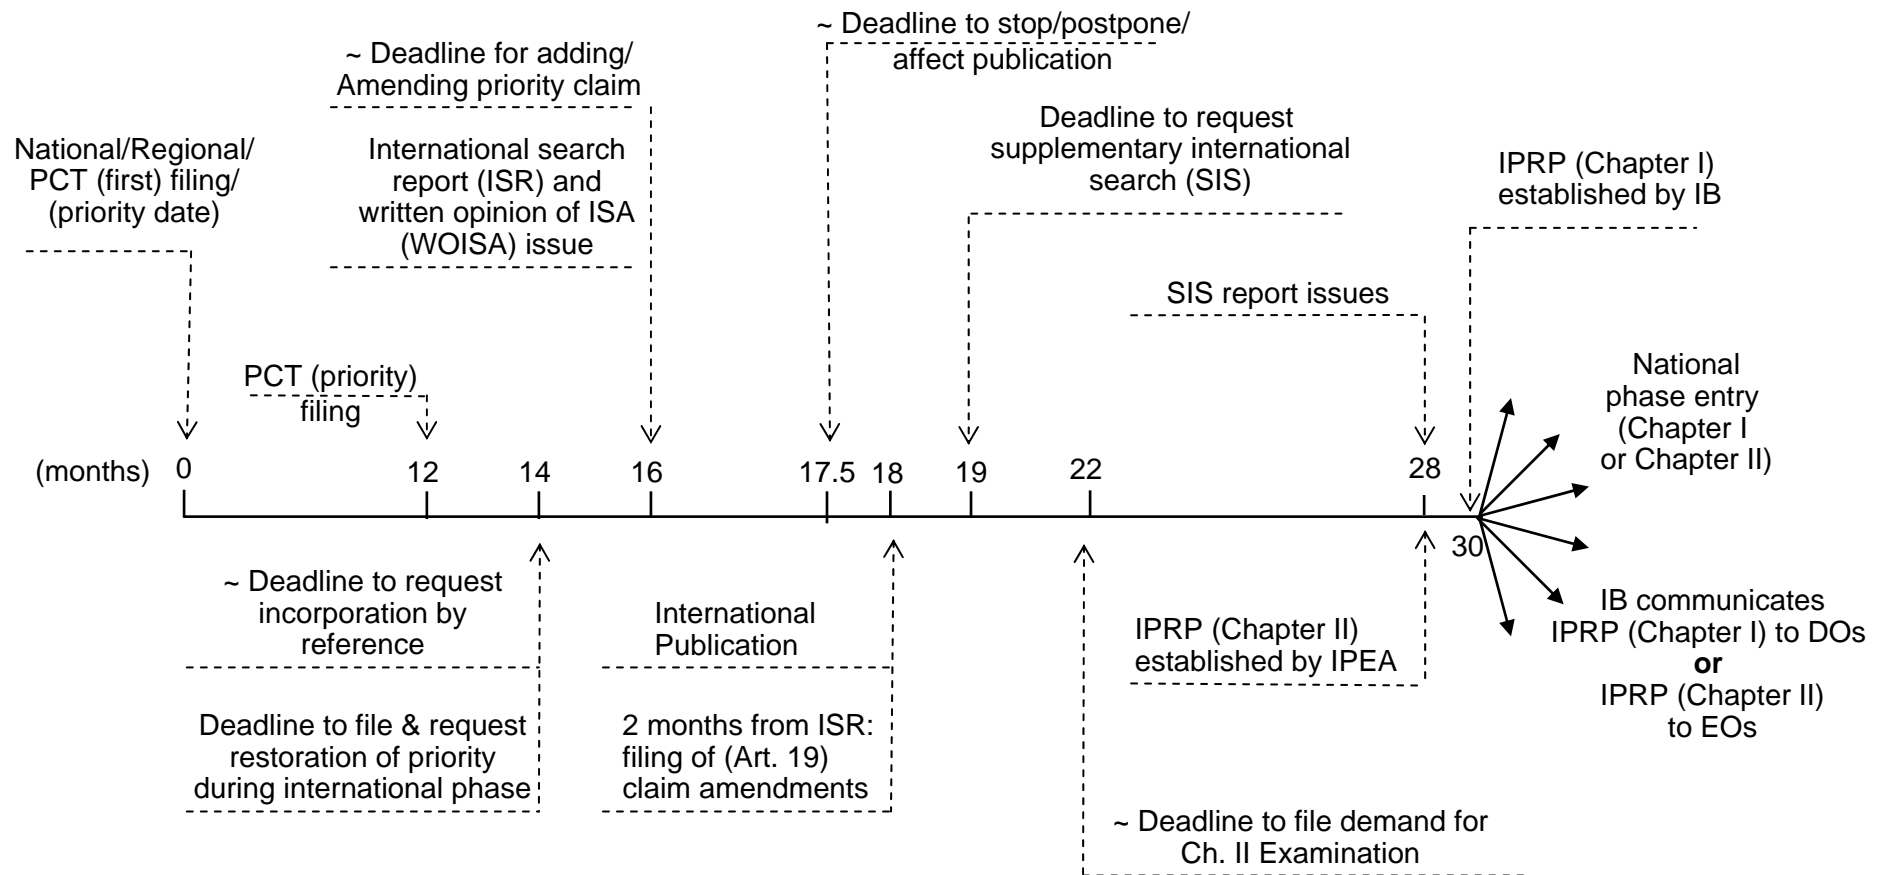 ~ Deadline to stop/postpone/
affect publication
~ Deadline for adding/
Amending priority claim
National/Regional/
PCT (first) filing/
(priority date)
International search
report (ISR) and
written opinion of ISA
(WOISA) issue
Deadline to request
supplementary international
search (SIS)
IPRP (Chapter I)
established by IB
SIS report issues
PCT (priority)
filing
National
phase entry
(Chapter I
or Chapter II)
(months) 0 12 14 16 17.5 18 19 22 28
30
~ Deadline to request
incorporation by
reference
International
Publication
IPRP (Chapter II)
established by IPEA
IB communicates
IPRP (Chapter I) to DOs
or
IPRP (Chapter II)
to EOs
Deadline to file & request
restoration of priority
during international phase
2 months from ISR:
filing of (Art. 19)
claim amendments
~ Deadline to file demand for
Ch. II Examination